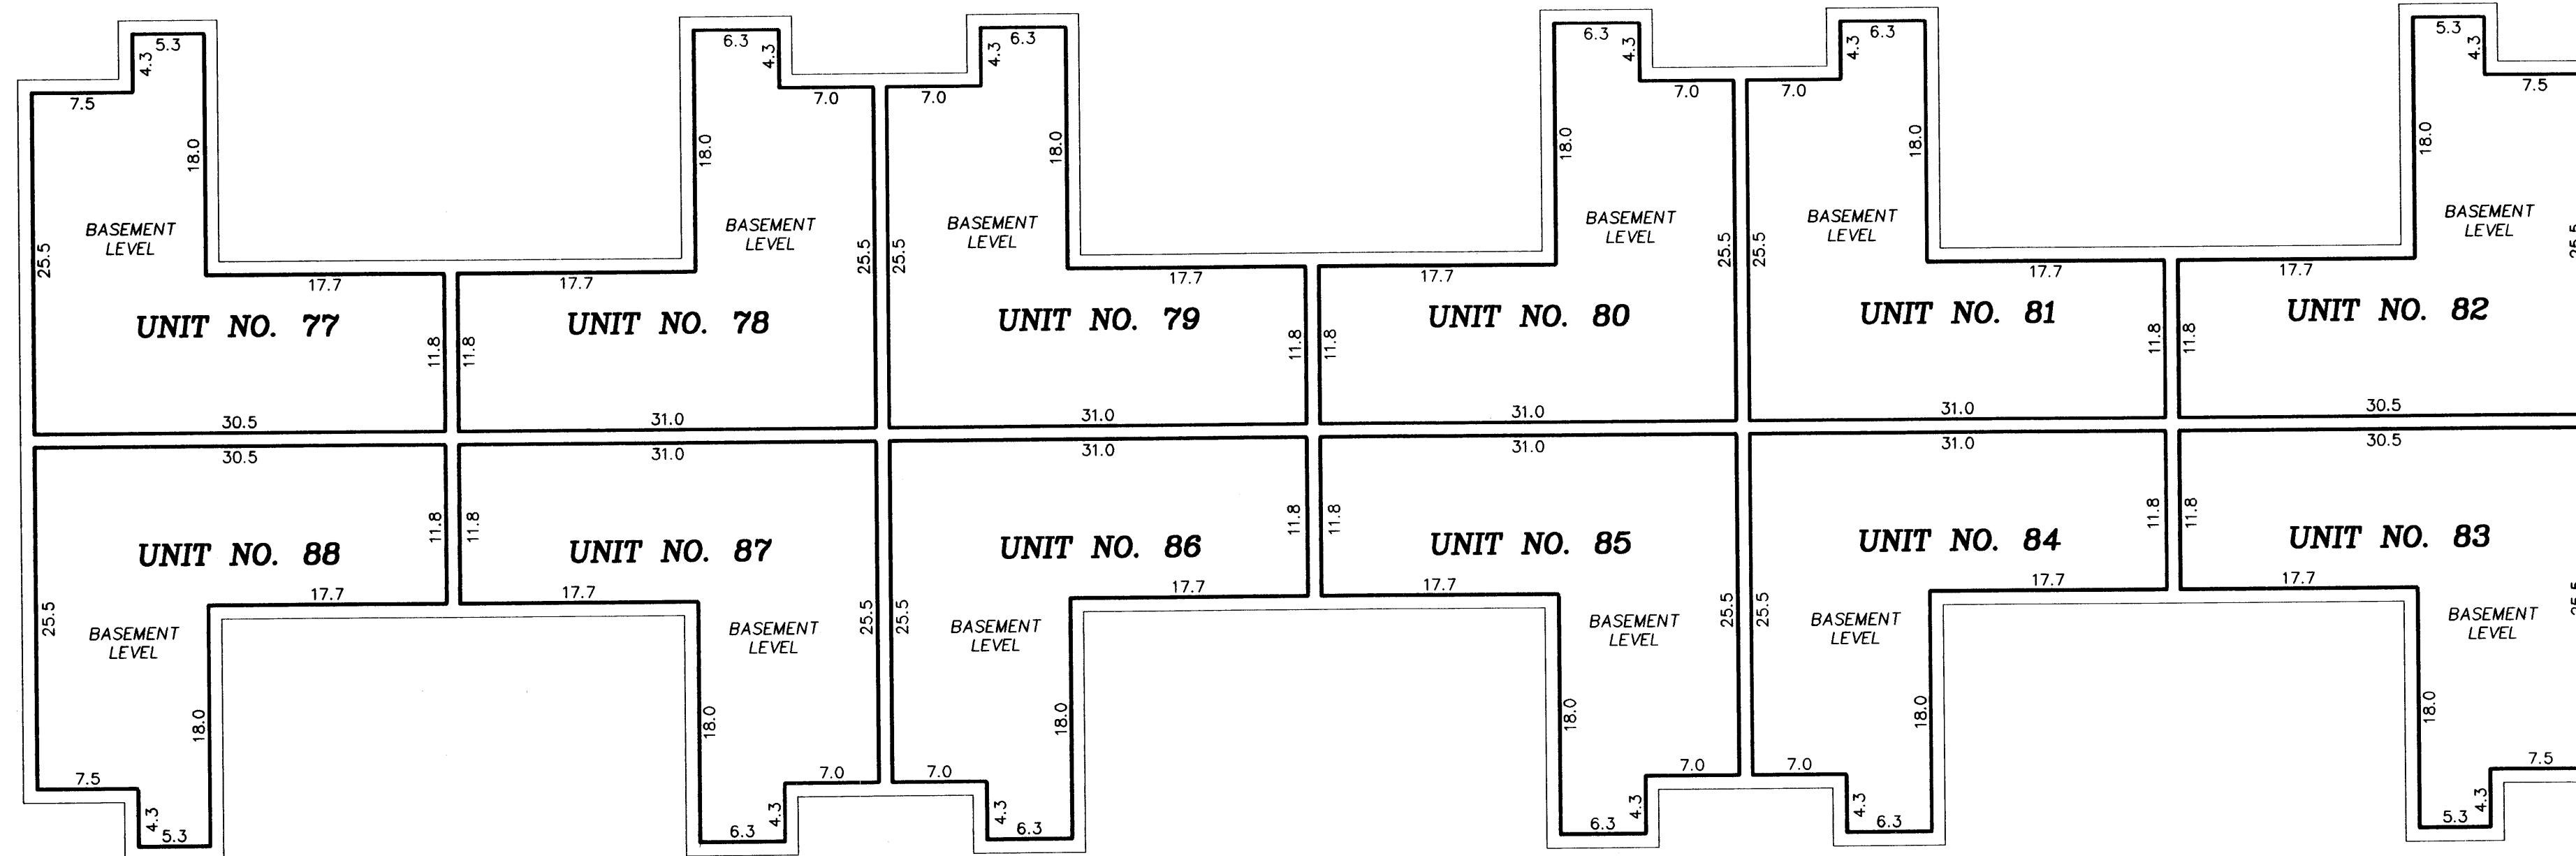 5.3
4.3
7.5
18.0
25.5
BASEMENT
LEVEL
17.7
UNIT NO. 77
11.8
30.5
6.3
4.3
7.0
18.0
25.5
BASEMENT
LEVEL
17.7
UNIT NO. 78
11.8
31.0
6.3
4.3
7.0
18.0
25.5
BASEMENT
LEVEL
17.7
UNIT NO. 79
11.8
31.0
6.3
4.3
7.0
18.0
25.5
BASEMENT
LEVEL
17.7
UNIT NO. 80
11.8
31.0
6.3
4.3
7.0
18.0
25.5
BASEMENT
LEVEL
17.7
UNIT NO. 81
11.8
31.0
5.3
4.3
7.5
18.0
25.5
BASEMENT
LEVEL
17.7
UNIT NO. 82
11.8
30.5
30.5
11.8
UNIT NO. 88
17.7
25.5
BASEMENT
LEVEL
18.0
7.5
4.3
5.3
31.0
11.8
UNIT NO. 87
17.7
25.5
BASEMENT
LEVEL
18.0
7.0
4.3
6.3
31.0
11.8
UNIT NO. 86
17.7
25.5
BASEMENT
LEVEL
18.0
7.0
4.3
6.3
31.0
11.8
UNIT NO. 85
17.7
25.5
BASEMENT
LEVEL
18.0
7.0
4.3
6.3
31.0
11.8
UNIT NO. 84
17.7
25.5
BASEMENT
LEVEL
18.0
7.0
4.3
6.3
30.5
11.8
UNIT NO. 83
17.7
25.5
BASEMENT
LEVEL
18.0
7.5
4.3
5.3